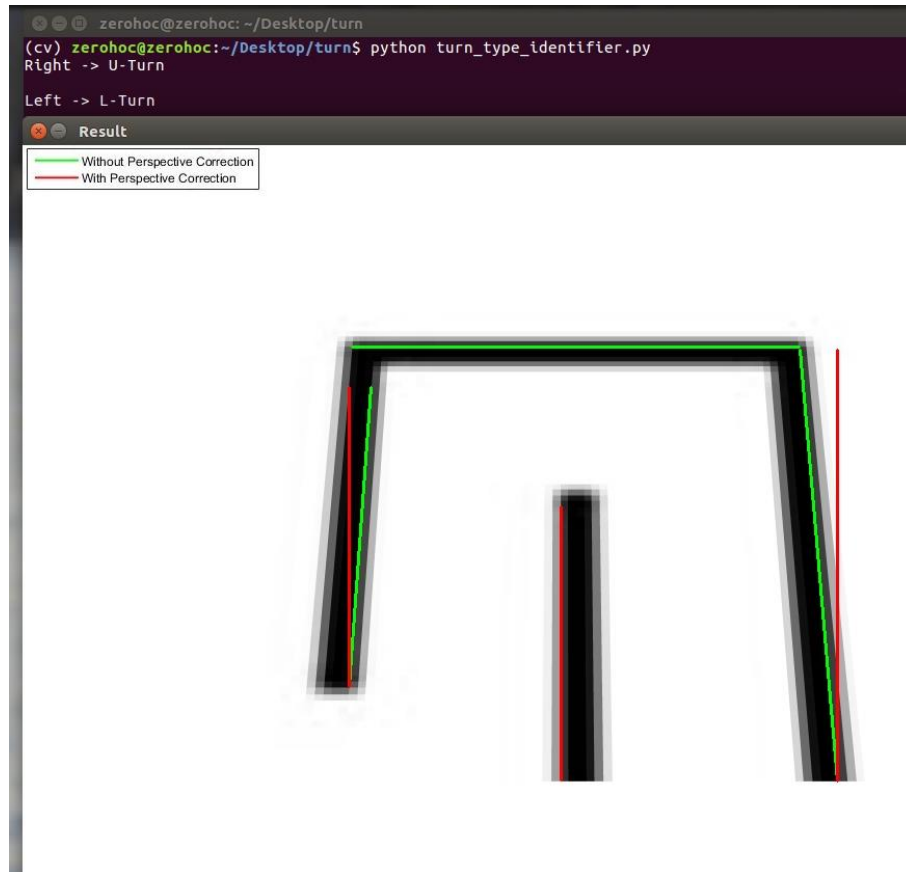 zerohoc@zerohoc: ~/Desktop/turn
(cv) zerohoc@zerohoc:~/Desktop/turn$ python turn_type_identifier.py
Right -> U-Turn
Left -> L-Turn
Result
Without Perspective Correction
With Perspective Correction